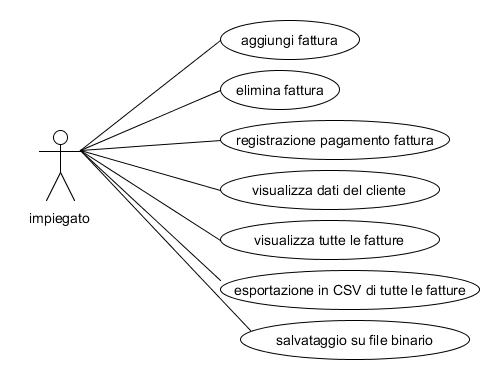 aggiungi fattura
elimina fattura
registrazione pagamento fattura
visualizza dati del cliente
impiegato
visualizza tutte le fatture
esportazione in CSV di tutte le fatture
salvataggio su file binario